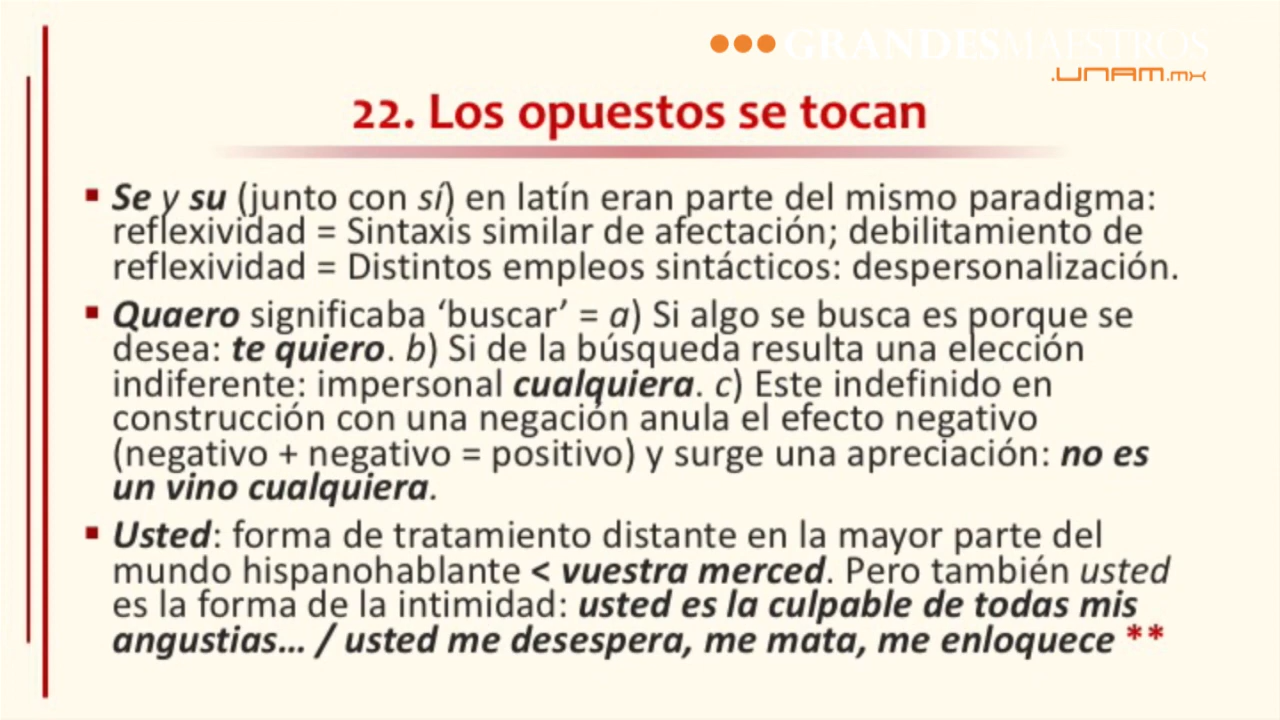 GRANDESMAESTROS
.UNAM.mx
22. Los opuestos se tocan
▪ Se y su (junto con sí) en latín eran parte del mismo paradigma:
reflexividad = Sintaxis similar de afectación; debilitamiento de
reflexividad = Distintos empleos sintácticos: despersonalización.
▪ Quaero significaba ‘buscar’ = a) Si algo se busca es porque se
desea: te quiero. b) Si de la búsqueda resulta una elección
indiferente: impersonal cualquiera. c) Este indefinido en
construcción con una negación anula el efecto negativo
(negativo + negativo = positivo) y surge una apreciación: no es
un vino cualquiera.
▪ Usted: forma de tratamiento distante en la mayor parte del
mundo hispanohablante < vuestra merced. Pero también usted
es la forma de la intimidad: usted es la culpable de todas mis
angustias... / usted me desespera, me mata, me enloquece **